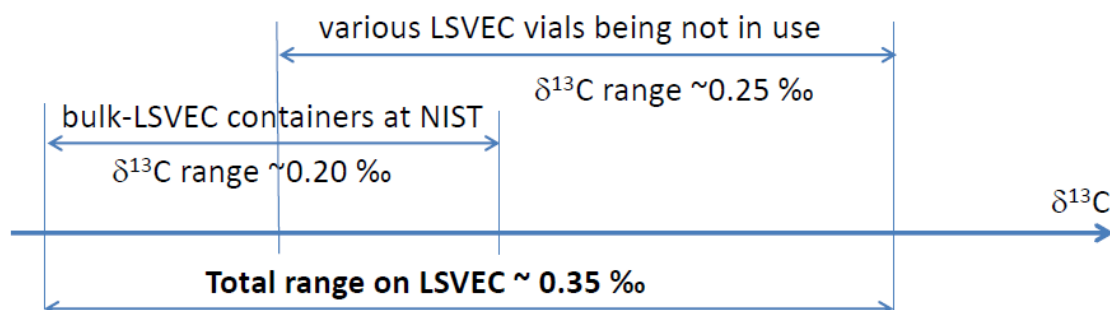 various LSVEC vials being not in use
δ¹³C range ~0.25 ‰
bulk-LSVEC containers at NIST
δ¹³C range ~0.20 ‰
δ¹³C
Total range on LSVEC ~ 0.35 ‰